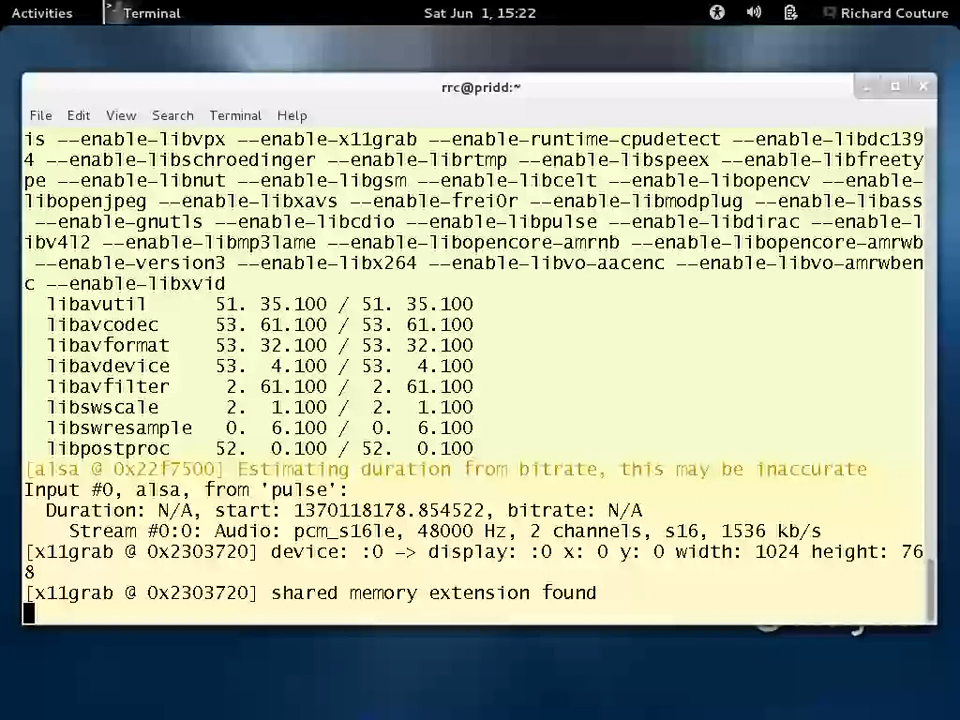 Activities Terminal Sat Jun 1, 15:22 Richard Couture
rrc@pridd:~
File Edit View Search Terminal Help
is --enable-libvpx --enable-x11grab --enable-runtime-cpudetect --enable-libdc139
4 --enable-libschroedinger --enable-librtmp --enable-libspeex --enable-libfreety
pe --enable-libnut --enable-libgsm --enable-libcelt --enable-libopencv --enable-
libopenjpeg --enable-libxavs --enable-frei0r --enable-libmodplug --enable-libass
--enable-gnutls --enable-libcdio --enable-libpulse --enable-libdirac --enable-l
ibv4l2 --enable-libmp3lame --enable-libopencore-amrnb --enable-libopencore-amrwb
--enable-version3 --enable-libx264 --enable-libvo-aacenc --enable-libvo-amrwben
c --enable-libxvid
libavutil 51. 35.100 / 51. 35.100
libavcodec 53. 61.100 / 53. 61.100
libavformat 53. 32.100 / 53. 32.100
libavdevice 53. 4.100 / 53. 4.100
libavfilter 2. 61.100 / 2. 61.100
libswscale 2. 1.100 / 2. 1.100
libswresample 0. 6.100 / 0. 6.100
libpostproc 52. 0.100 / 52. 0.100
[alsa @ 0x22f7500] Estimating duration from bitrate, this may be inaccurate
Input #0, alsa, from 'pulse':
Duration: N/A, start: 1370118178.854522, bitrate: N/A
Stream #0:0: Audio: pcm_s16le, 48000 Hz, 2 channels, s16, 1536 kb/s
[x11grab @ 0x2303720] device: :0 -> display: :0 x: 0 y: 0 width: 1024 height: 76
8
[x11grab @ 0x2303720] shared memory extension found